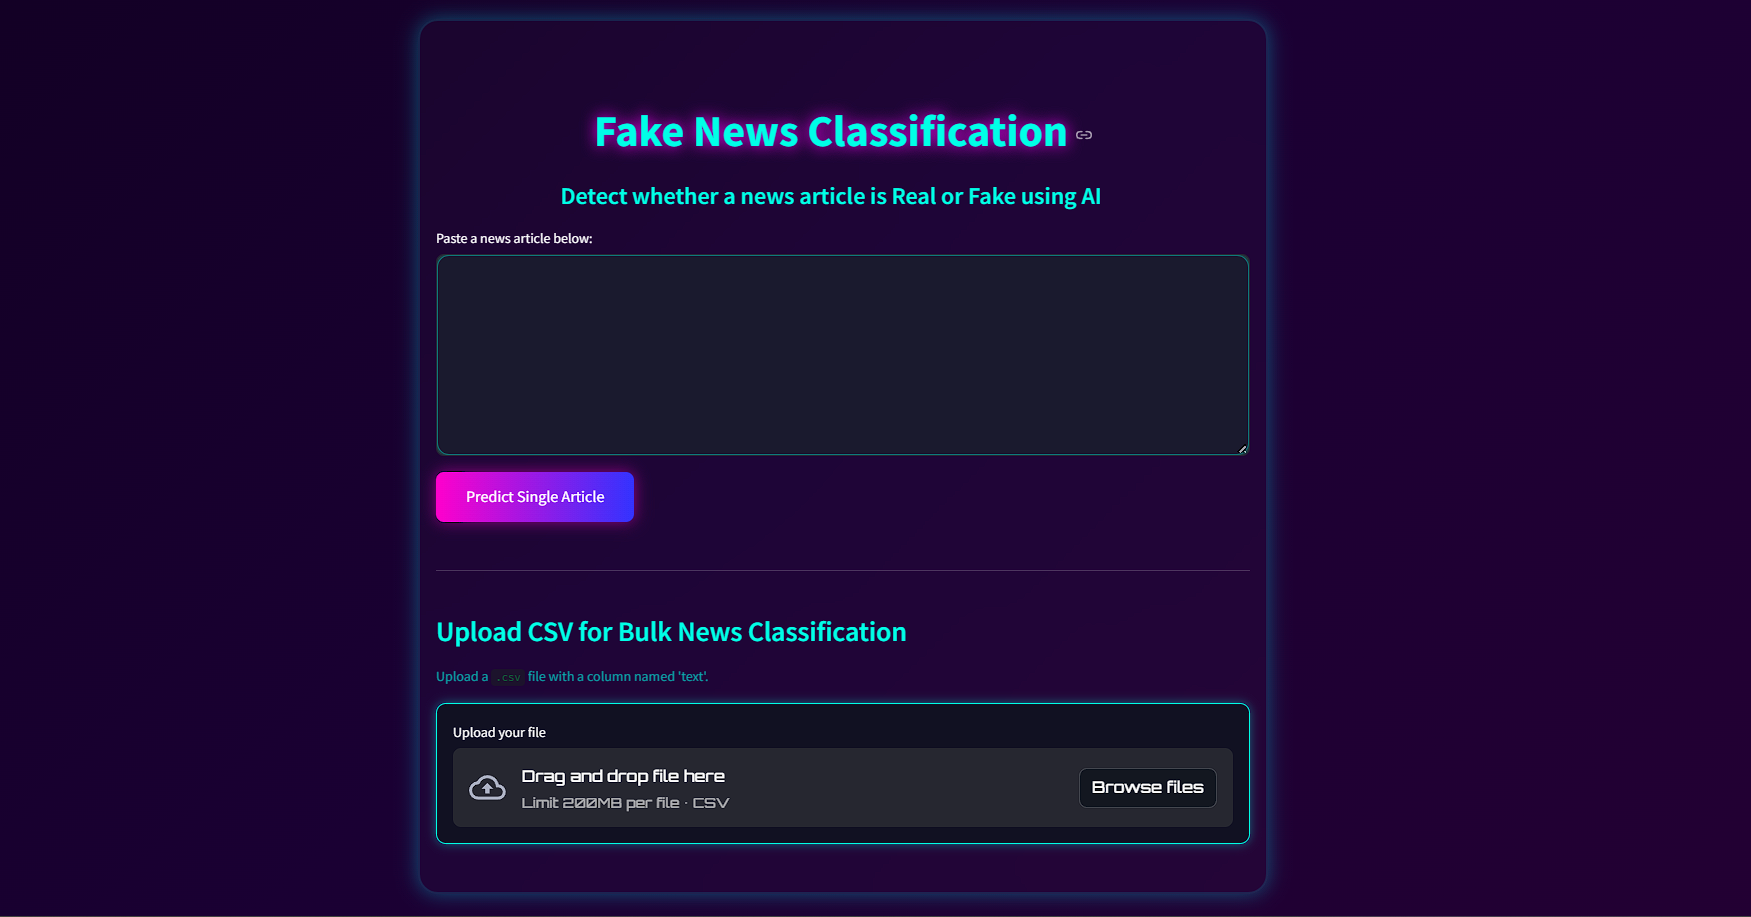 Fake News Classification
Detect whether a news article is Real or Fake using AI
Paste a news article below:
Predict Single Article
Upload CSV for Bulk News Classification
Upload a .csv file with a column named 'text'.
Upload your file
Drag and drop file here
Limit 200MB per file · CSV
Browse files